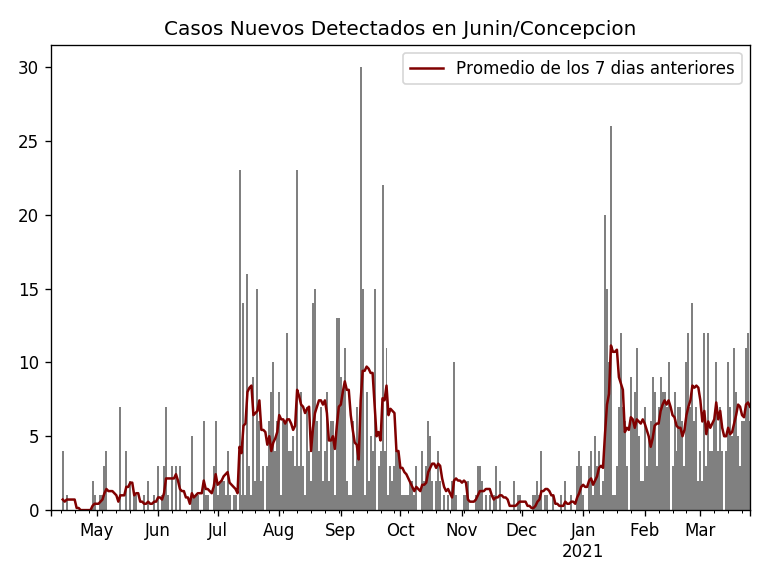 Casos Nuevos Detectados en Junin/Concepcion
Promedio de los 7 dias anteriores
30
25
20
15
10
5
0
May Jun Jul Aug Sep Oct Nov Dec Jan Feb Mar
2021